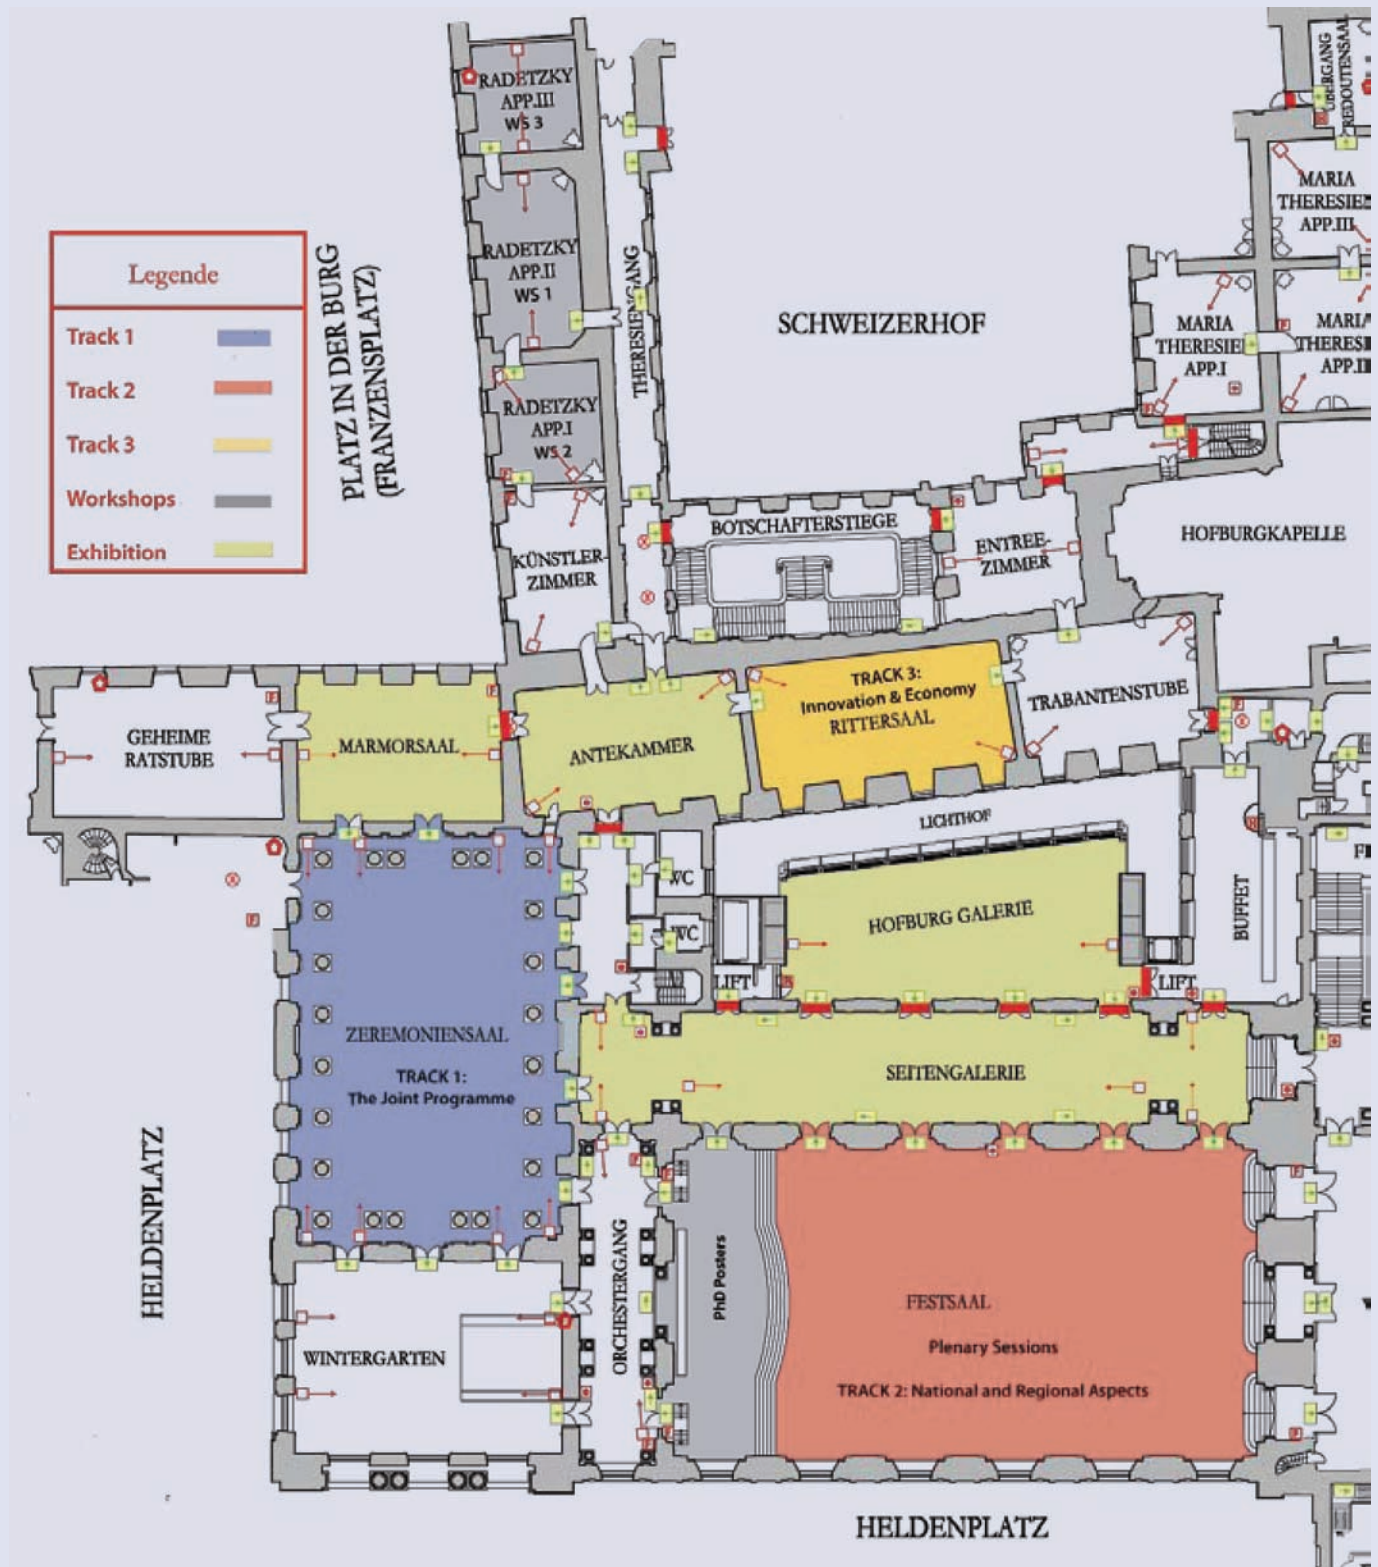 RADETZKY
APP.III
WS 3
RADETZKY
APP.II
WS 1
RADETZKY
APP.I
WS 2
THERESIENGANG
ÜBERGANG
REDOUTENSAAL
MARIA
APP.III
Legende
Track 1
Track 2
Track 3
Workshops
Exhibition
PLATZ IN DER BURG
(FRANZENSPLATZ)
SCHWEIZERHOF
MARIA
APP.I
HOFBURGKAPELLE
BOTSCHAFTERSTIEGE
ENTREE-
ZIMMER
KÜNSTLER-
ZIMMER
GEHEIME
RATSTUBE
MARMORSAAL
ANTEKAMMER
TRACK 3:
Innovation & Economy
RITTERSAAL
TRABANTENSTUBE
LICHTHOF
WC
WC
HOFBURG GALERIE
BUFFET
LIFT
LIFT
ZEREMONIENSAAL
TRACK 1:
The Joint Programme
SEITENGALERIE
HELDENPLATZ
WINTERGARTEN
ORCHESTERGANG
PhD Posters
FESTSAAL
Plenary Sessions
TRACK 2: National and Regional Aspects
HELDENPLATZ